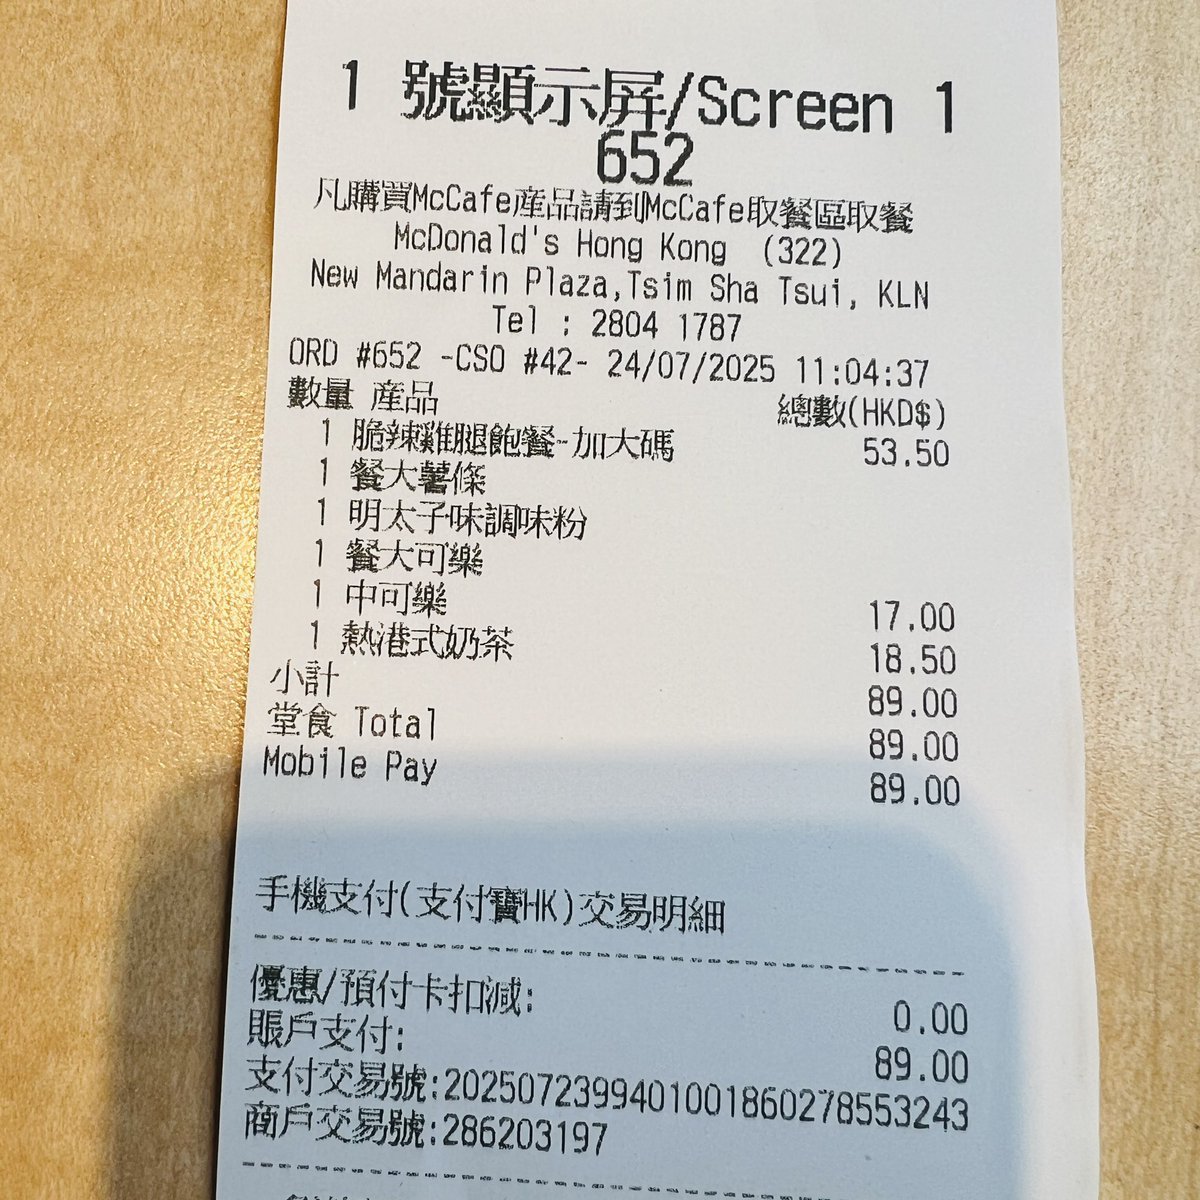 1 號顯示屏/Screen 1
652
凡購買McCafe產品請到McCafe取餐區取餐
McDonald's Hong Kong (322)
New Mandarin Plaza,Tsim Sha Tsui, KLN
Tel : 2804 1787
ORD #652 -CSO #42- 24/07/2025 11:04:37
數量 產品 總數(HKD$)
1 脆辣雞腿飽餐-加大碼 53.50
1 餐大薯條
1 明太子味調味粉
1 餐大可樂
1 中可樂 17.00
1 熱港式奶茶 18.50
小計 89.00
堂食 Total 89.00
Mobile Pay 89.00
手機支付(支付寶HK)交易明細
優惠/預付卡扣減: 0.00
賬戶支付: 89.00
支付交易號:2025072399401001860278553243
商戶交易號:286203197